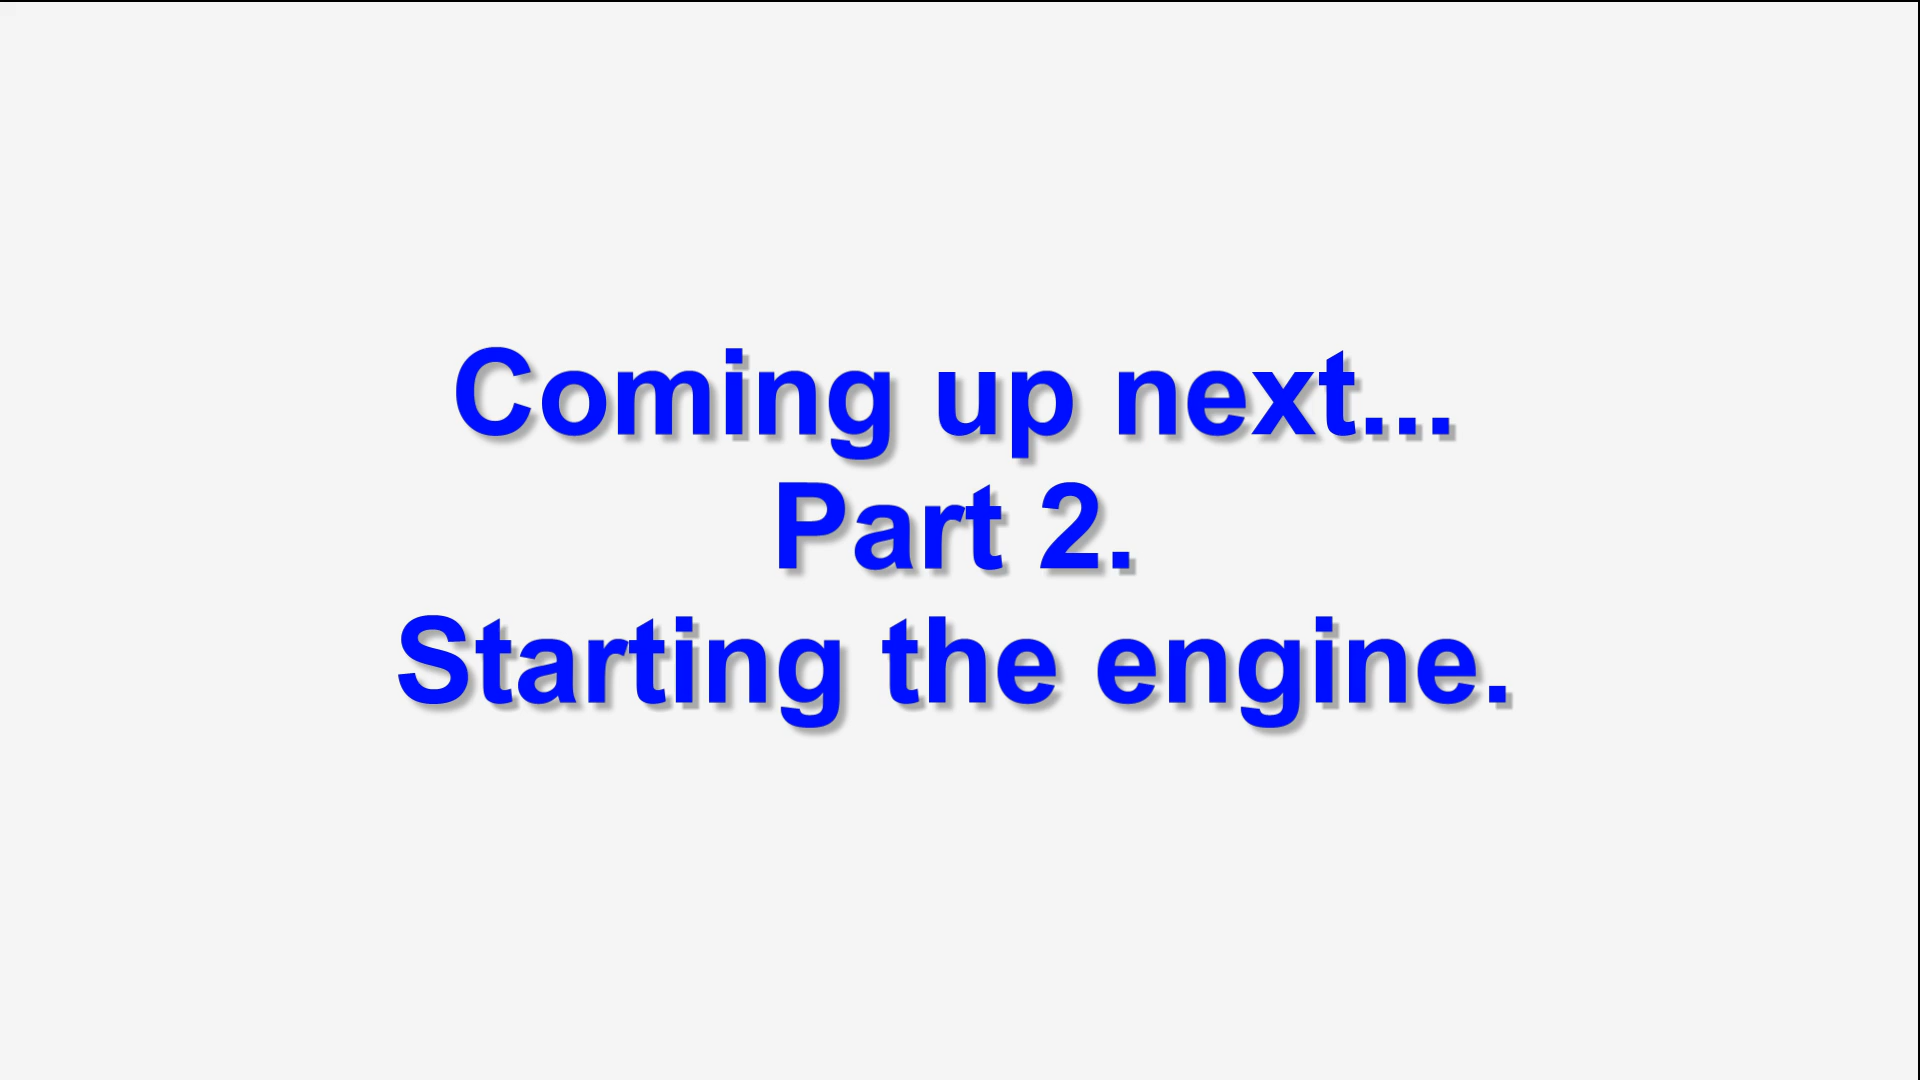 Coming up next...
Part 2.
Starting the engine.